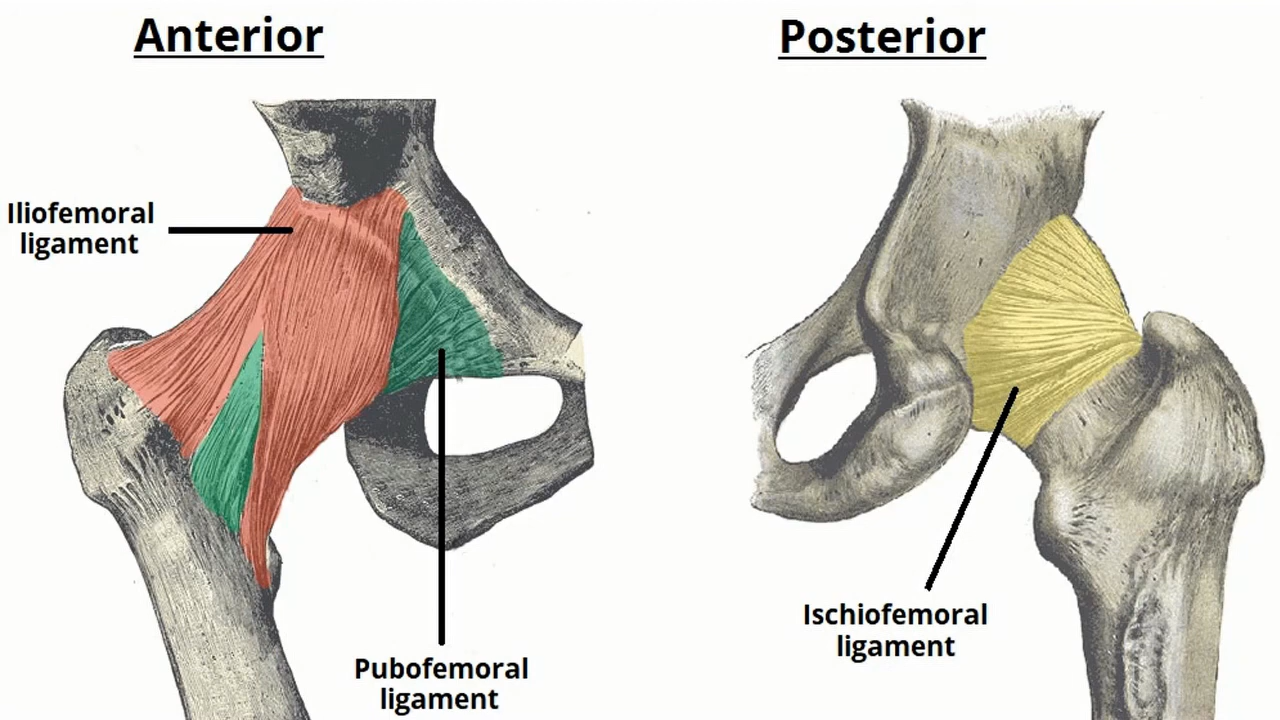 Anterior
Posterior
Iliofemoral
ligament
Pubofemoral
ligament
Ischiofemoral
ligament